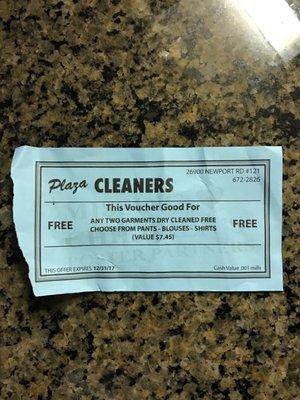 26900 NEWPORT RD #121
Plaza CLEANERS
672-2826
This Voucher Good For
FREE ANY TWO GARMENTS DRY CLEANED FREE FREE
CHOOSE FROM PANTS - BLOUSES - SHIRTS
(VALUE $7.45)
THIS OFFER EXPIRES 12/31/17 Cash Value .001 mills